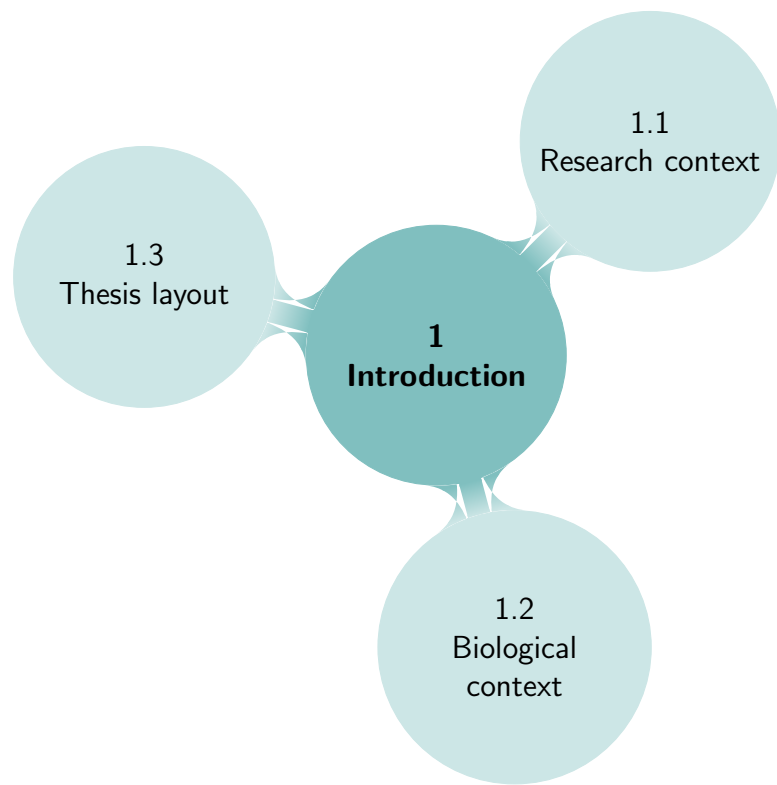 1
Introduction
1.1
Research context
1.2
Biological
context
1.3
Thesis layout